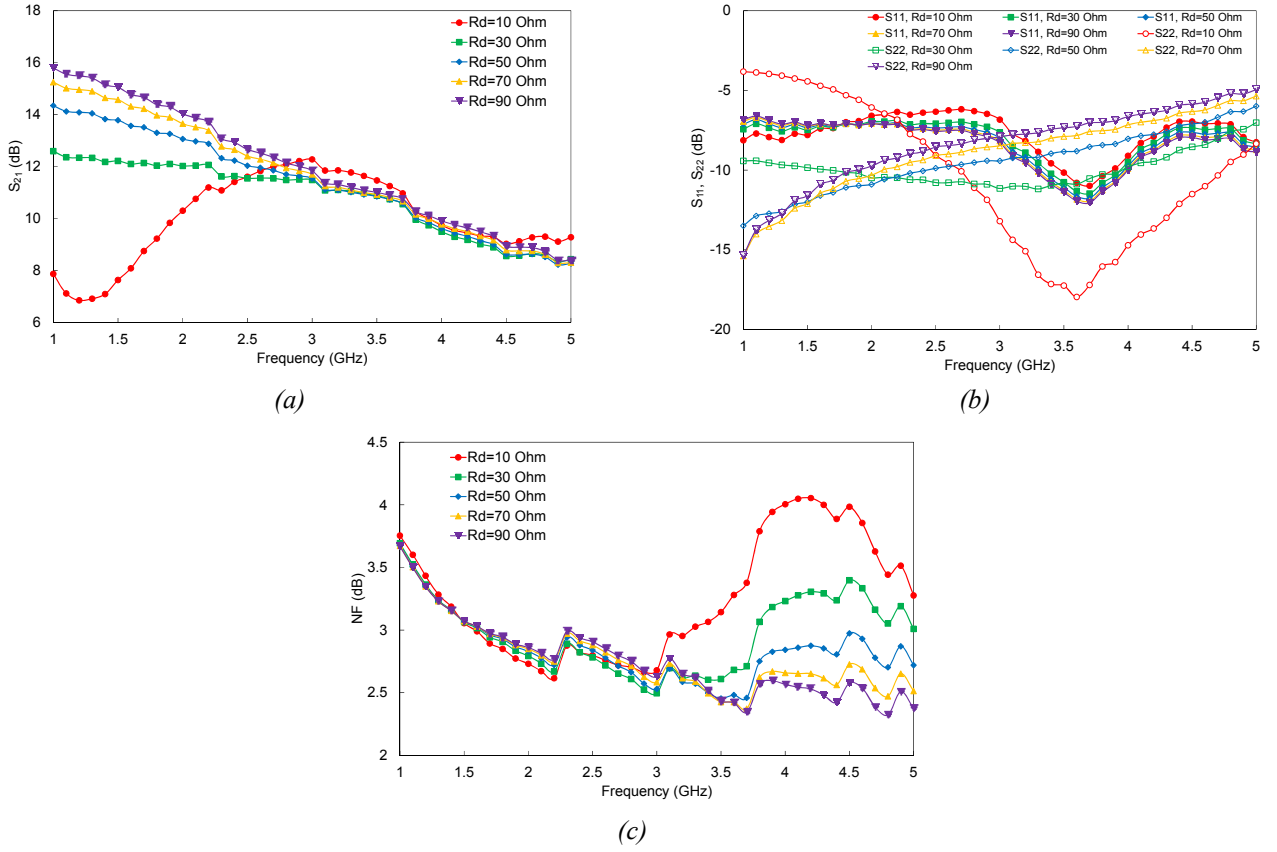 18
16
14
12
10
8
6
S21 (dB)
Rd=10 Ohm
Rd=30 Ohm
Rd=50 Ohm
Rd=70 Ohm
Rd=90 Ohm
1 1.5 2 2.5 3 3.5 4 4.5 5
Frequency (GHz)
(a)
0
-5
-10
-15
-20
S11, S22 (dB)
S11, Rd=10 Ohm S11, Rd=30 Ohm S11, Rd=50 Ohm
S11, Rd=70 Ohm S11, Rd=90 Ohm S22, Rd=10 Ohm
S22, Rd=30 Ohm S22, Rd=50 Ohm S22, Rd=70 Ohm
S22, Rd=90 Ohm
1 1.5 2 2.5 3 3.5 4 4.5 5
Frequency (GHz)
(b)
4.5
4
3.5
3
2.5
2
NF (dB)
Rd=10 Ohm
Rd=30 Ohm
Rd=50 Ohm
Rd=70 Ohm
Rd=90 Ohm
1 1.5 2 2.5 3 3.5 4 4.5 5
Frequency (GHz)
(c)